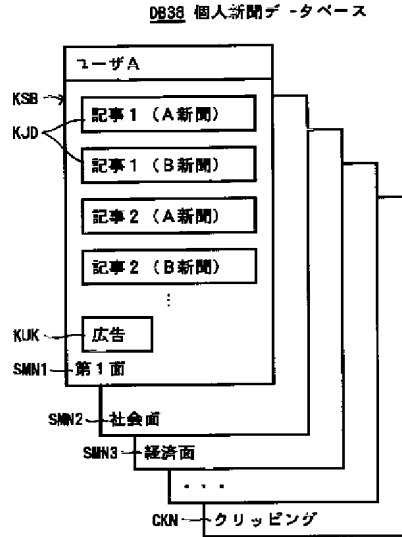 DB38 個人新聞データベース
ユーザA
KSB
記事1 (A新聞)
KJD
記事1 (B新聞)
記事2 (A新聞)
記事2 (B新聞)
⋮
KUK
広告
SMN1 第1面
SMN2 社会面
SMN3 経済面
・・・
CKN クリッピング